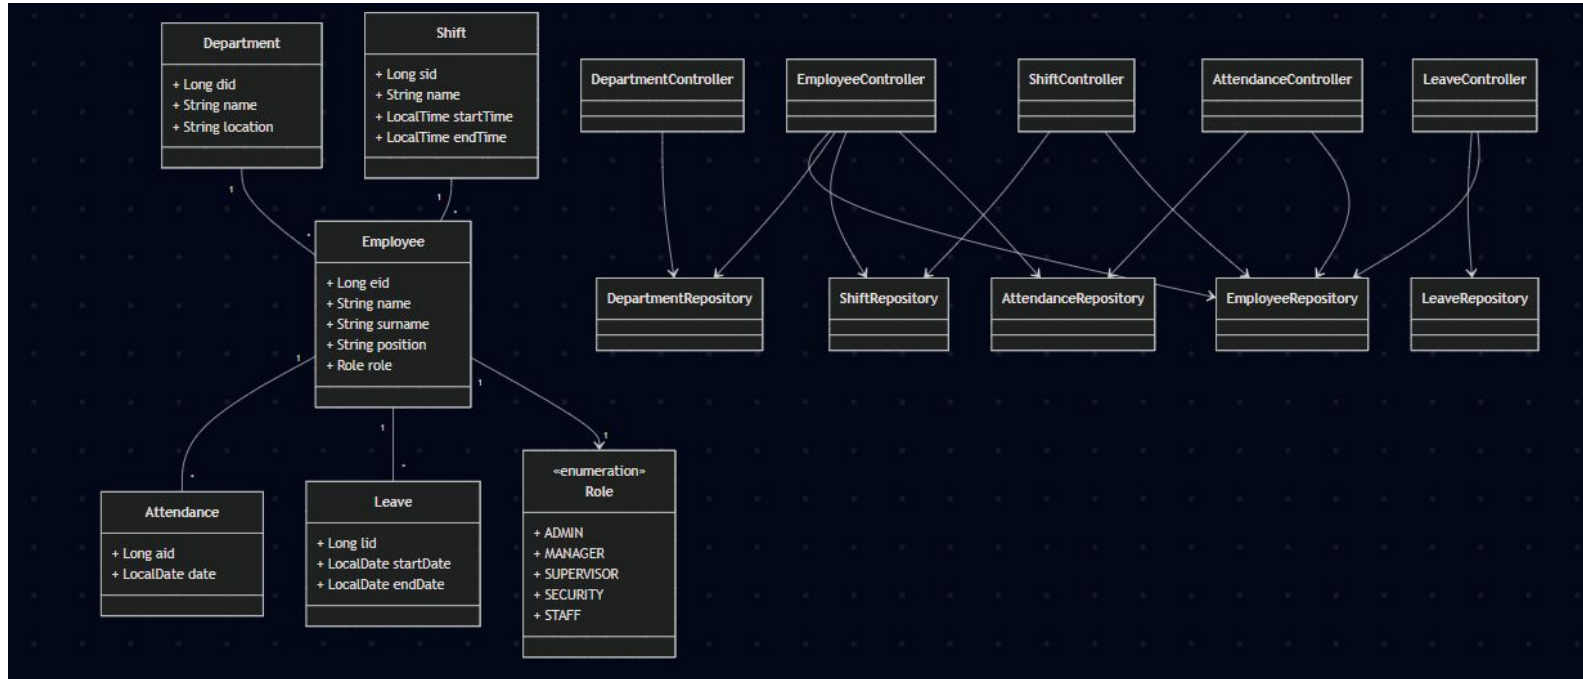 Department
+ Long did
+ String name
+ String location
Shift
+ Long sid
+ String name
+ LocalTime startTime
+ LocalTime endTime
1
*
1
*
Employee
+ Long eid
+ String name
+ String surname
+ String position
+ Role role
1
*
1
*
1
1
Attendance
+ Long aid
+ LocalDate date
Leave
+ Long lid
+ LocalDate startDate
+ LocalDate endDate
«enumeration»
Role
+ ADMIN
+ MANAGER
+ SUPERVISOR
+ SECURITY
+ STAFF
DepartmentController
EmployeeController
ShiftController
AttendanceController
LeaveController
DepartmentRepository
ShiftRepository
AttendanceRepository
EmployeeRepository
LeaveRepository